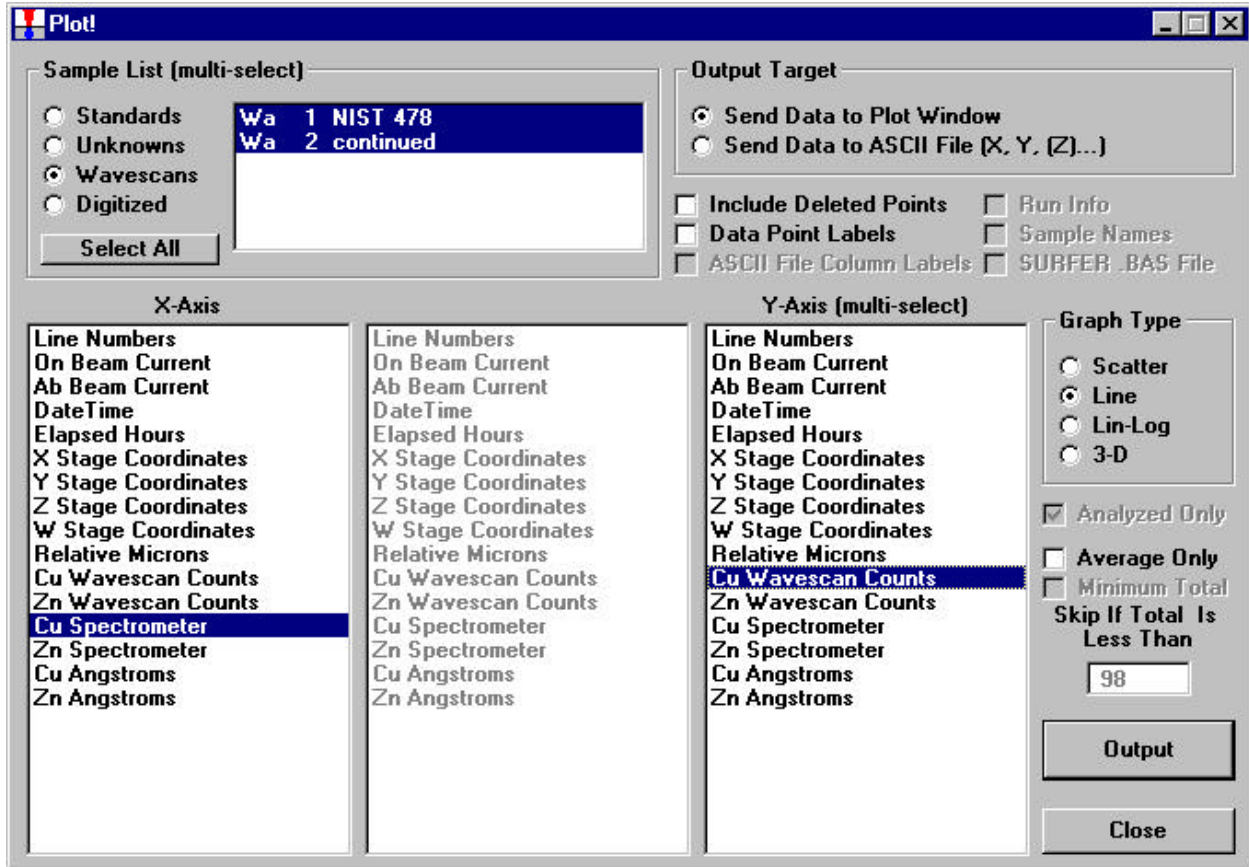 Plot!
Sample List (multi-select)
Standards
Unknowns
Wavescans
Digitized
Select All
Wa 1 NIST 478
Wa 2 continued
Output Target
Send Data to Plot Window
Send Data to ASCII File (X, Y, (Z)...)
Include Deleted Points
Data Point Labels
ASCII File Column Labels
Run Info
Sample Names
SURFER .BAS File
X-Axis
Line Numbers
On Beam Current
Ab Beam Current
DateTime
Elapsed Hours
X Stage Coordinates
Y Stage Coordinates
Z Stage Coordinates
W Stage Coordinates
Relative Microns
Cu Wavescan Counts
Zn Wavescan Counts
Cu Spectrometer
Zn Spectrometer
Cu Angstroms
Zn Angstroms
Line Numbers
On Beam Current
Ab Beam Current
DateTime
Elapsed Hours
X Stage Coordinates
Y Stage Coordinates
Z Stage Coordinates
W Stage Coordinates
Relative Microns
Cu Wavescan Counts
Zn Wavescan Counts
Cu Spectrometer
Zn Spectrometer
Cu Angstroms
Zn Angstroms
Y-Axis (multi-select)
Line Numbers
On Beam Current
Ab Beam Current
DateTime
Elapsed Hours
X Stage Coordinates
Y Stage Coordinates
Z Stage Coordinates
W Stage Coordinates
Relative Microns
Cu Wavescan Counts
Zn Wavescan Counts
Cu Spectrometer
Zn Spectrometer
Cu Angstroms
Zn Angstroms
Graph Type
Scatter
Line
Lin-Log
3-D
Analyzed Only
Average Only
Minimum Total
Skip If Total Is
Less Than
98
Output
Close